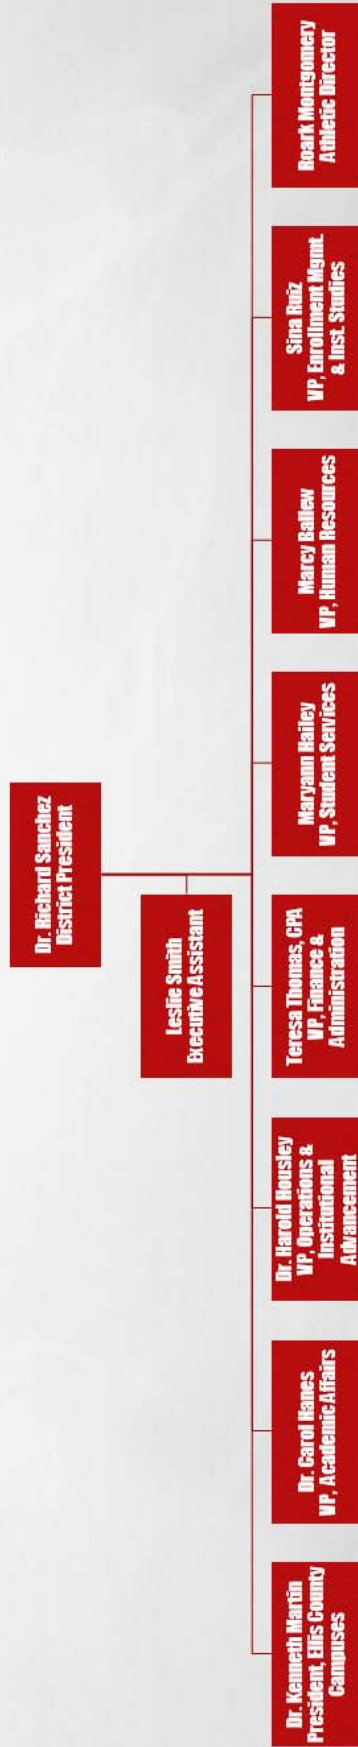 Dr. Richard Sanchez
District President
Leslie Smith
Executive Assistant
Dr. Kenneth Martin
President, Ellis County
Campuses
Dr. Carol Hanes
VP, Academic Affairs
Dr. Harold Housley
VP, Operations &
Institutional
Advancement
Teresa Thomas, CPA
VP, Finance &
Administration
Maryann Hailey
VP, Student Services
Marcy Ballew
VP, Human Resources
Sina Ruiz
VP, Enrollment Mgmt.
& Inst. Studies
Roark Montgomery
Athletic Director